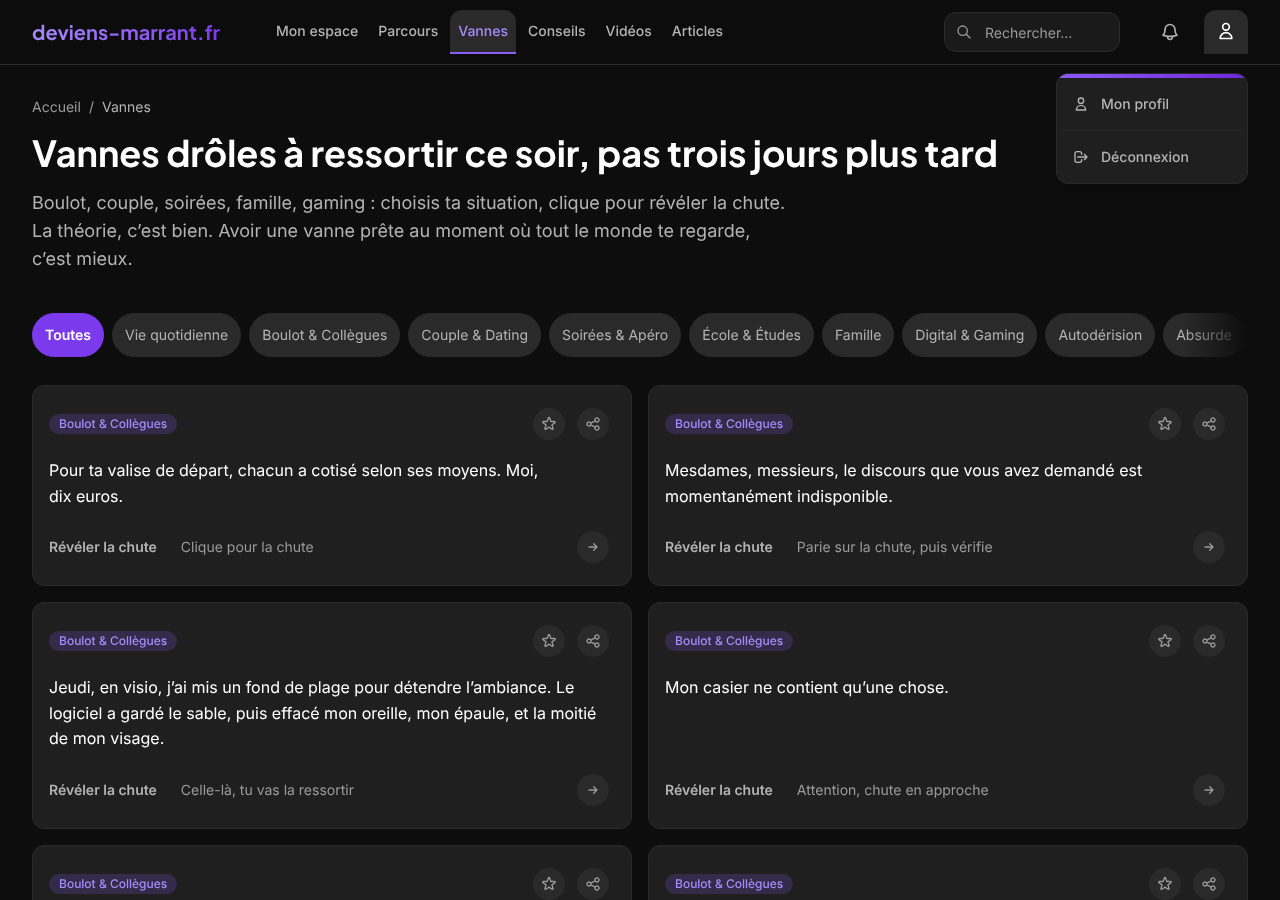 deviens-marrant.fr
Mon espace
Parcours
Vannes
Conseils
Vidéos
Articles
Rechercher...
Mon profil
Déconnexion
Accueil / Vannes
Vannes drôles à ressortir ce soir, pas trois jours plus tard
Boulot, couple, soirées, famille, gaming : choisis ta situation, clique pour révéler la chute.
La théorie, c’est bien. Avoir une vanne prête au moment où tout le monde te regarde,
c’est mieux.
Toutes
Vie quotidienne
Boulot & Collègues
Couple & Dating
Soirées & Apéro
École & Études
Famille
Digital & Gaming
Autodérision
Absurde
Boulot & Collègues
Pour ta valise de départ, chacun a cotisé selon ses moyens. Moi,
dix euros.
Révéler la chute
Clique pour la chute
Boulot & Collègues
Mesdames, messieurs, le discours que vous avez demandé est
momentanément indisponible.
Révéler la chute
Parie sur la chute, puis vérifie
Boulot & Collègues
Jeudi, en visio, j’ai mis un fond de plage pour détendre l’ambiance. Le
logiciel a gardé le sable, puis effacé mon oreille, mon épaule, et la moitié
de mon visage.
Révéler la chute
Celle-là, tu vas la ressortir
Boulot & Collègues
Mon casier ne contient qu’une chose.
Révéler la chute
Attention, chute en approche
Boulot & Collègues
Boulot & Collègues